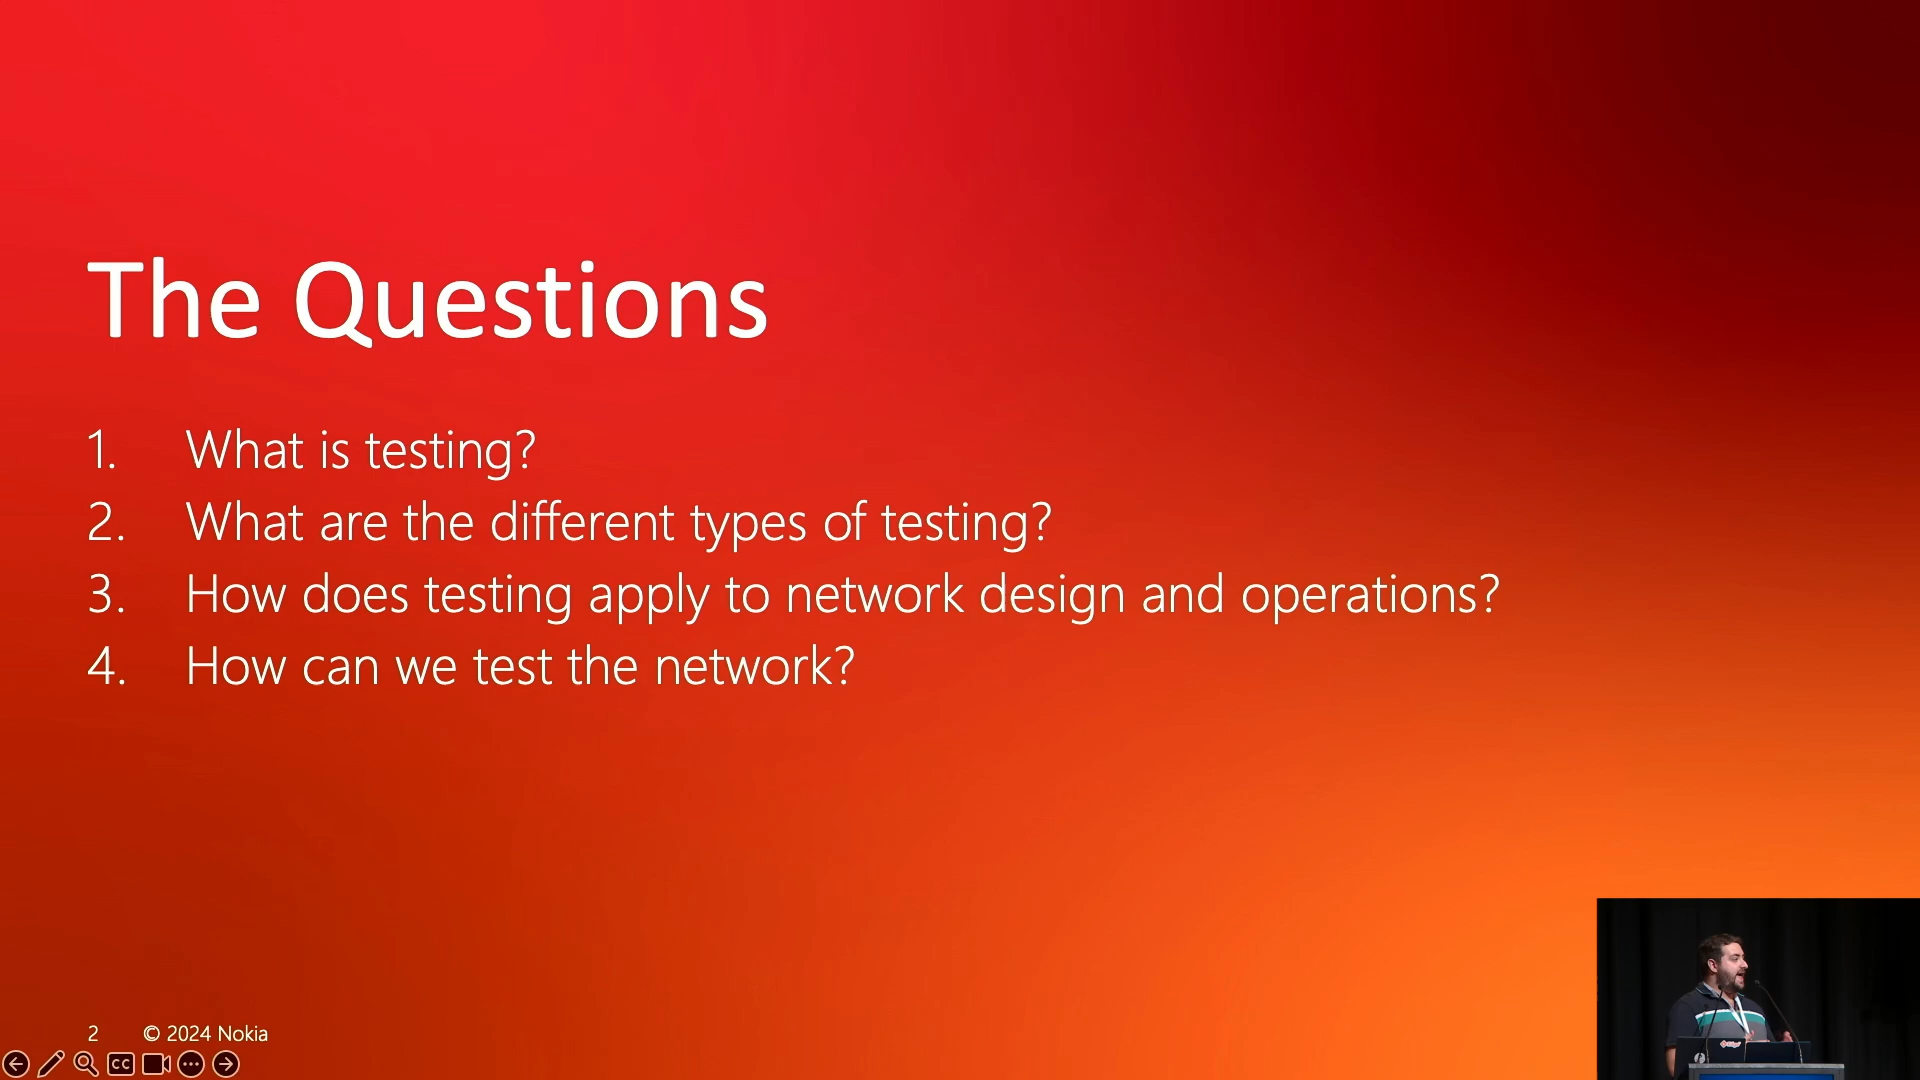 The Questions
1. What is testing?
2. What are the different types of testing?
3. How does testing apply to network design and operations?
4. How can we test the network?
2 © 2024 Nokia
CC